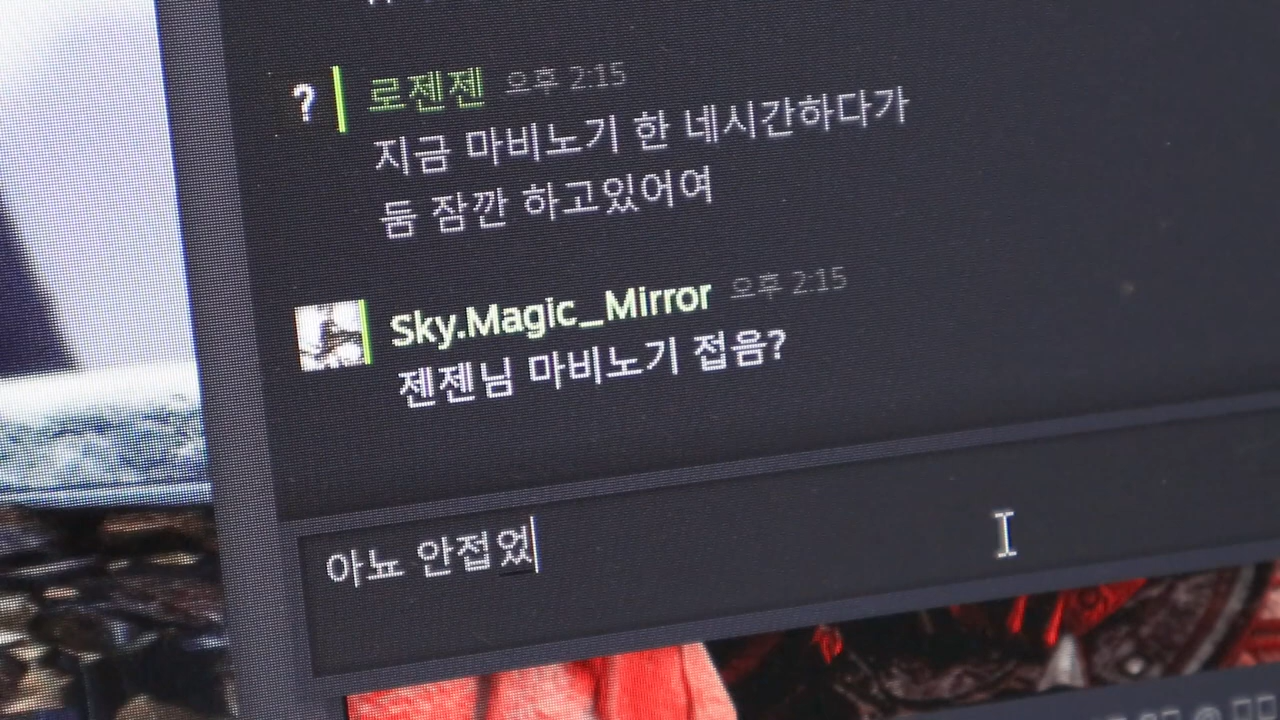 ?
로젠젠 오후 2:15
지금 마비노기 한 네시간하다가
둠 잠깐 하고있어여
Sky.Magic_Mirror 오후 2:15
젠젠님 마비노기 접음?
아뇨 안접었